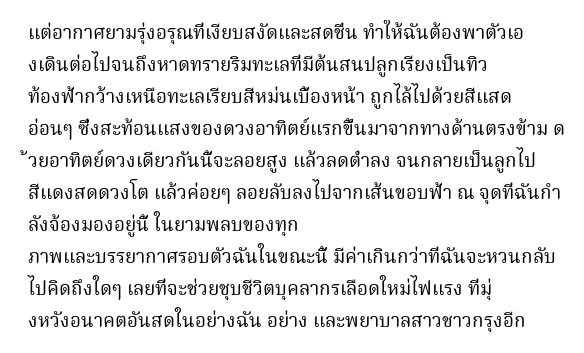 แต่อากาศยามรุ่งอรุณที่เงียบสงัดและสดชื่น ทำให้ฉันต้องพาตัวเอ
งเดินต่อไปจนถึงหาดทรายริมทะเลที่มีต้นสนปลูกเรียงเป็นทิว
ท้องฟ้ากว้างเหนือทะเลเรียบสีหม่นเบื้องหน้า ถูกไล้ไปด้วยสีแสด
อ่อนๆ ซึ่งสะท้อนแสงของดวงอาทิตย์แรกขึ้นมาจากทางด้านตรงข้าม ด
้วยอาทิตย์ดวงเดียวกันนี้จะลอยสูง แล้วลดต่ำลง จนกลายเป็นลูกไป
สีแดงสดดวงโต แล้วค่อยๆ ลอยลับลงไปจากเส้นขอบฟ้า ณ จุดที่ฉันกำ
ลังจ้องมองอยู่นี้ ในยามพลบของทุก
ภาพและบรรยากาศรอบตัวฉันในขณะนี้ มีค่าเกินกว่าที่ฉันจะหวนกลับ
ไปคิดถึงใดๆ เลยที่จะช่วยชุบชีวิตบุคลากรเลือดใหม่ไฟแรง ที่มุ่
งหวังอนาคตอันสดในอย่างฉัน อย่าง และพยาบาลสาวชาวกรุงอีก